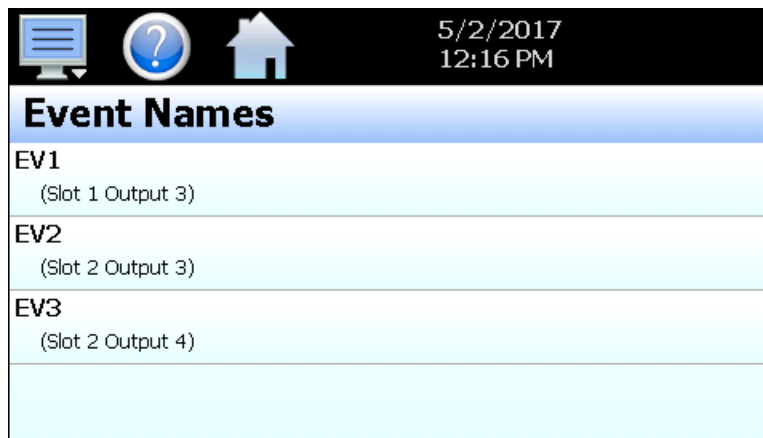 ?
5/2/2017
12:16 PM
Event Names
EV1
(Slot 1 Output 3)
EV2
(Slot 2 Output 3)
EV3
(Slot 2 Output 4)